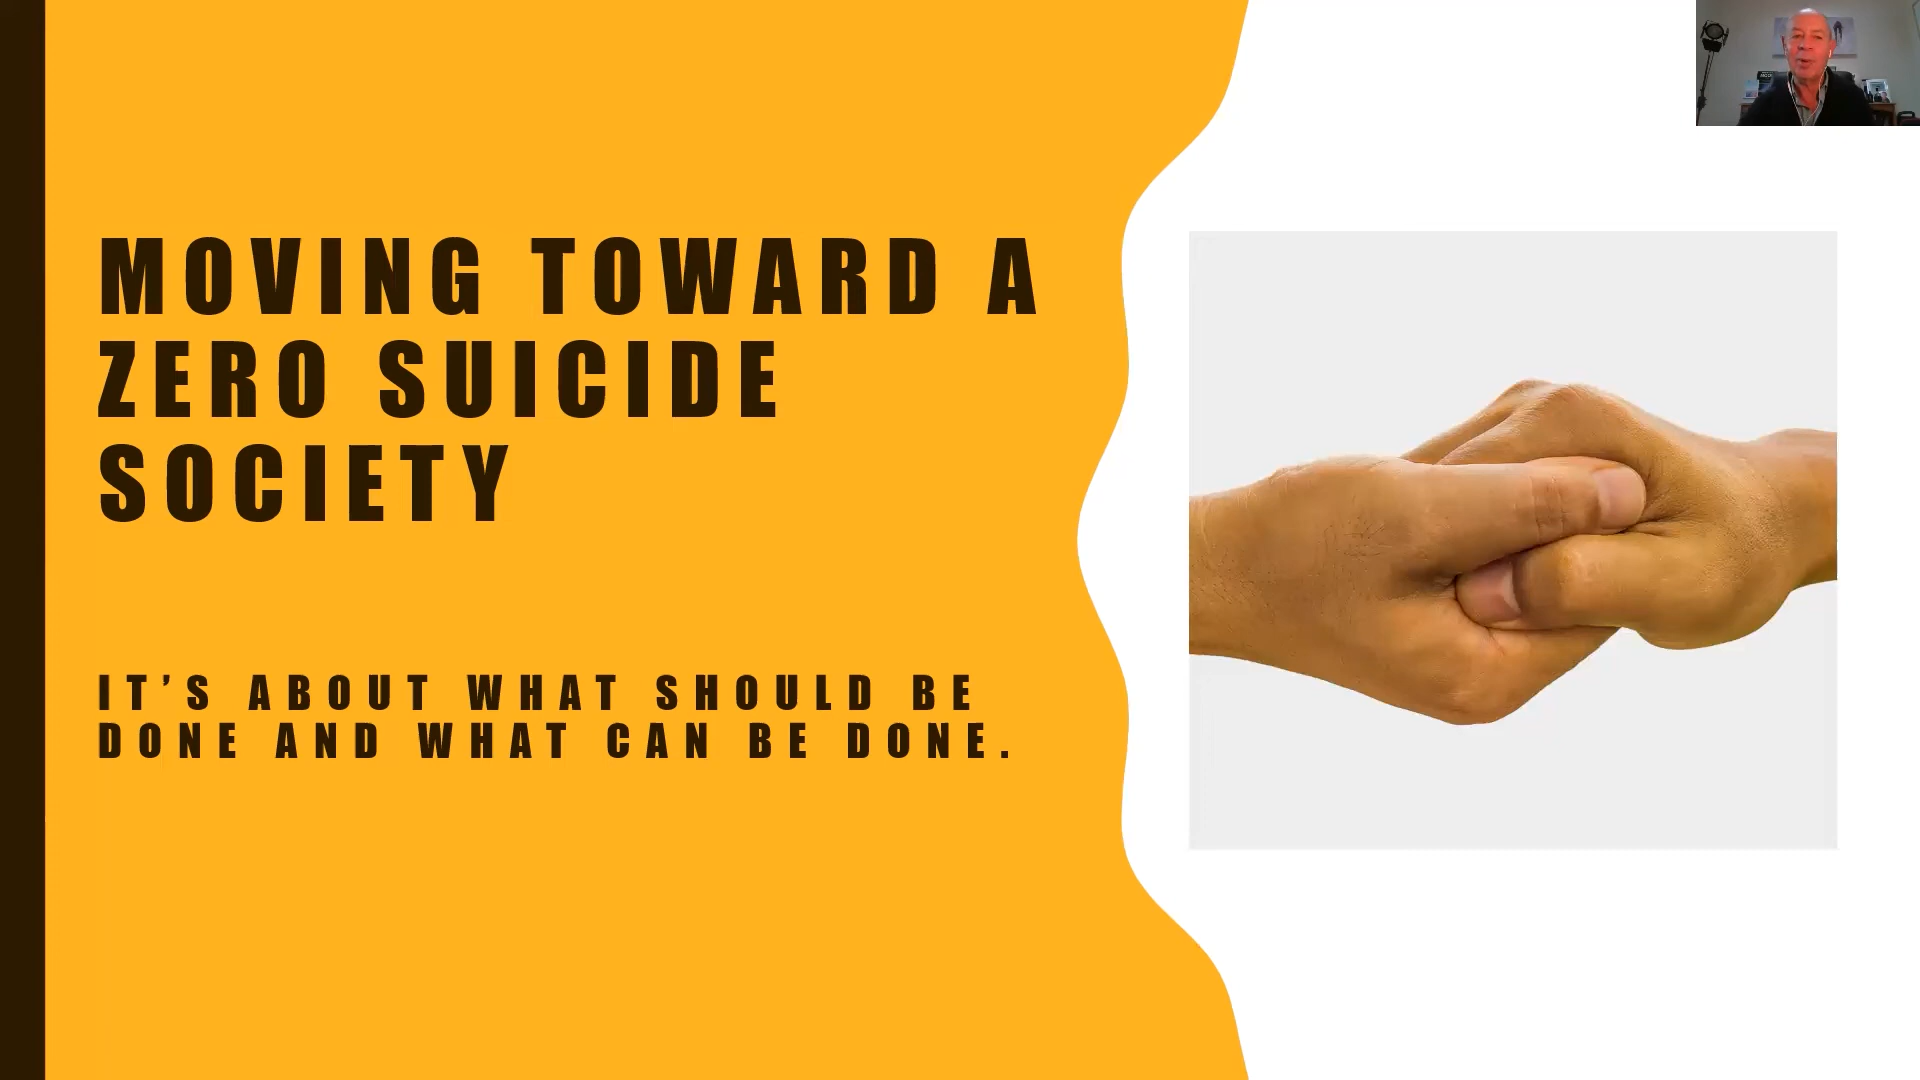 MOVING TOWARD A
ZERO SUICIDE
SOCIETY
IT’S ABOUT WHAT SHOULD BE
DONE AND WHAT CAN BE DONE.